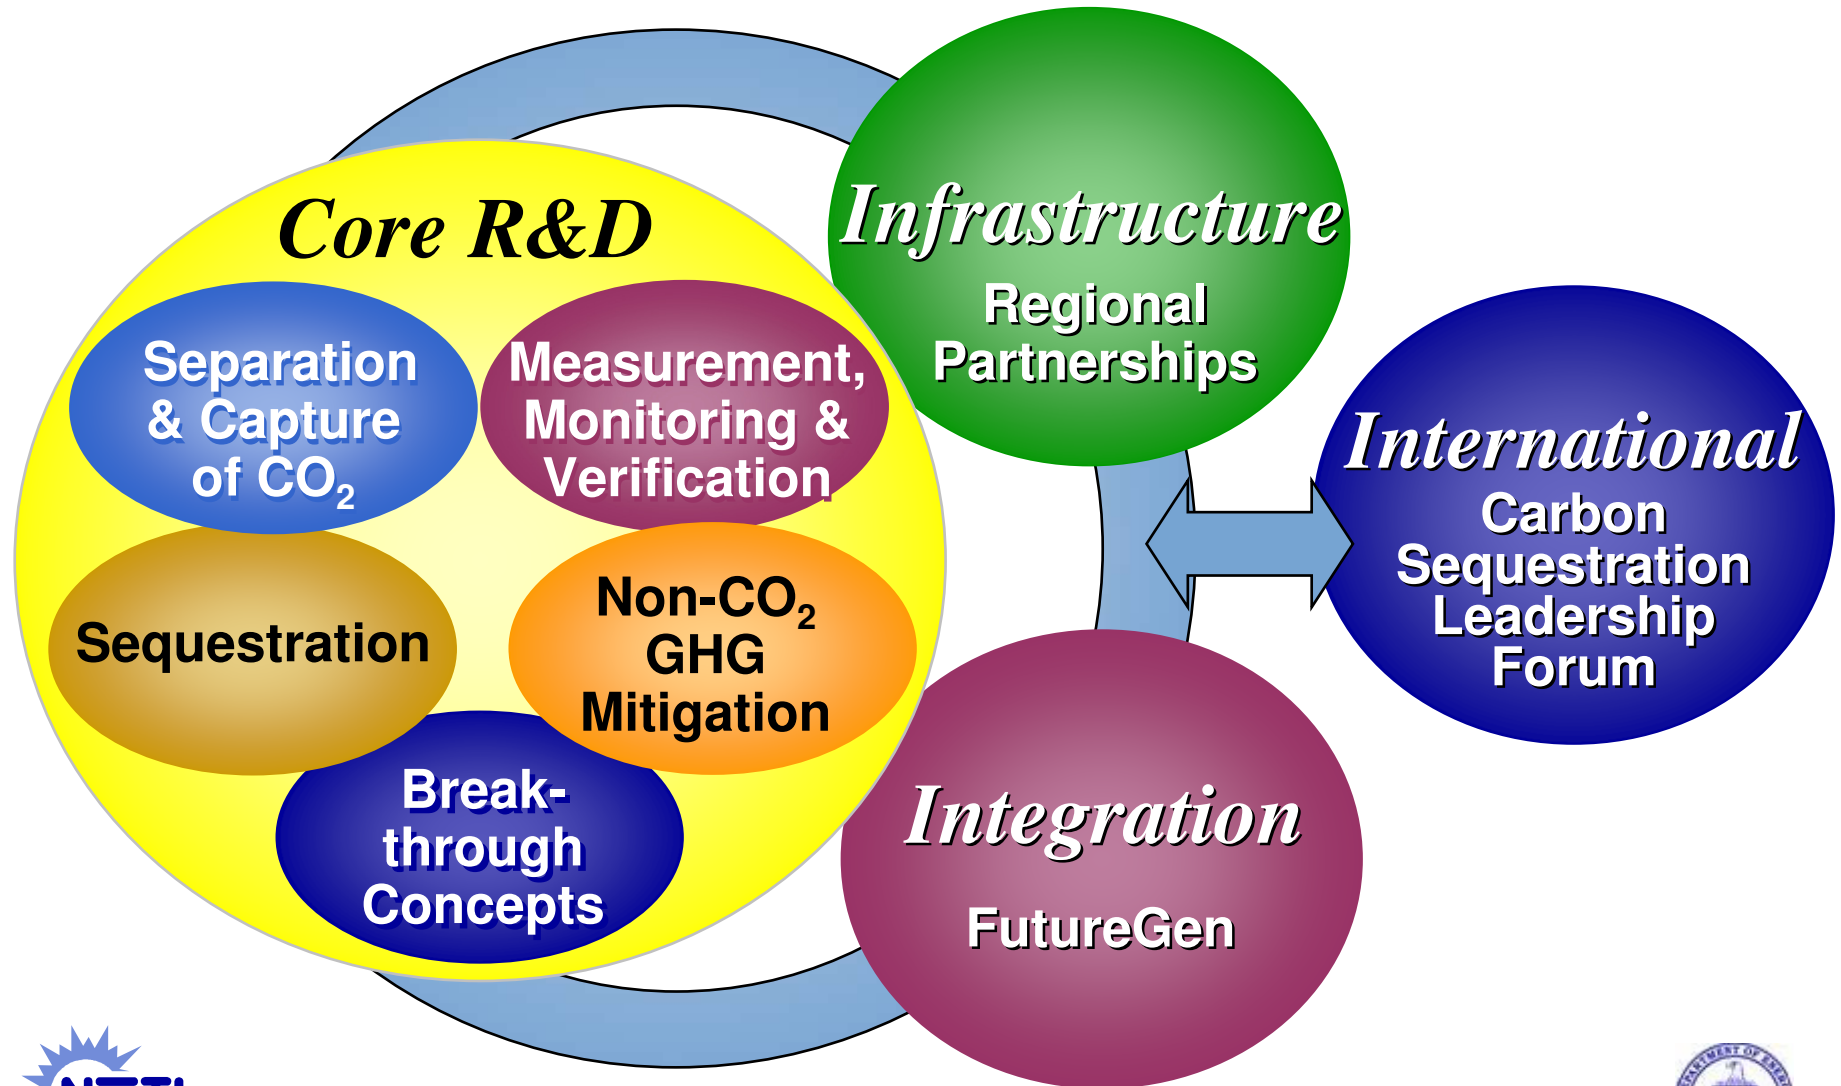 Core R&D
Separation
& Capture
of CO₂
Measurement,
Monitoring &
Verification
Sequestration
Non-CO₂
GHG
Mitigation
Break-
through
Concepts
Infrastructure
Regional
Partnerships
International
Carbon
Sequestration
Leadership
Forum
Integration
FutureGen